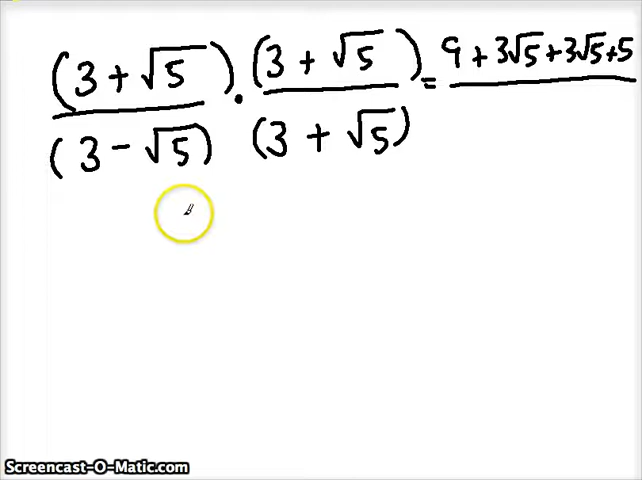 (3 + √5) . (3 + √5) = 9 + 3√5 + 3√5 + 5
(3 - √5) (3 + √5)
Screencast-O-Matic.com